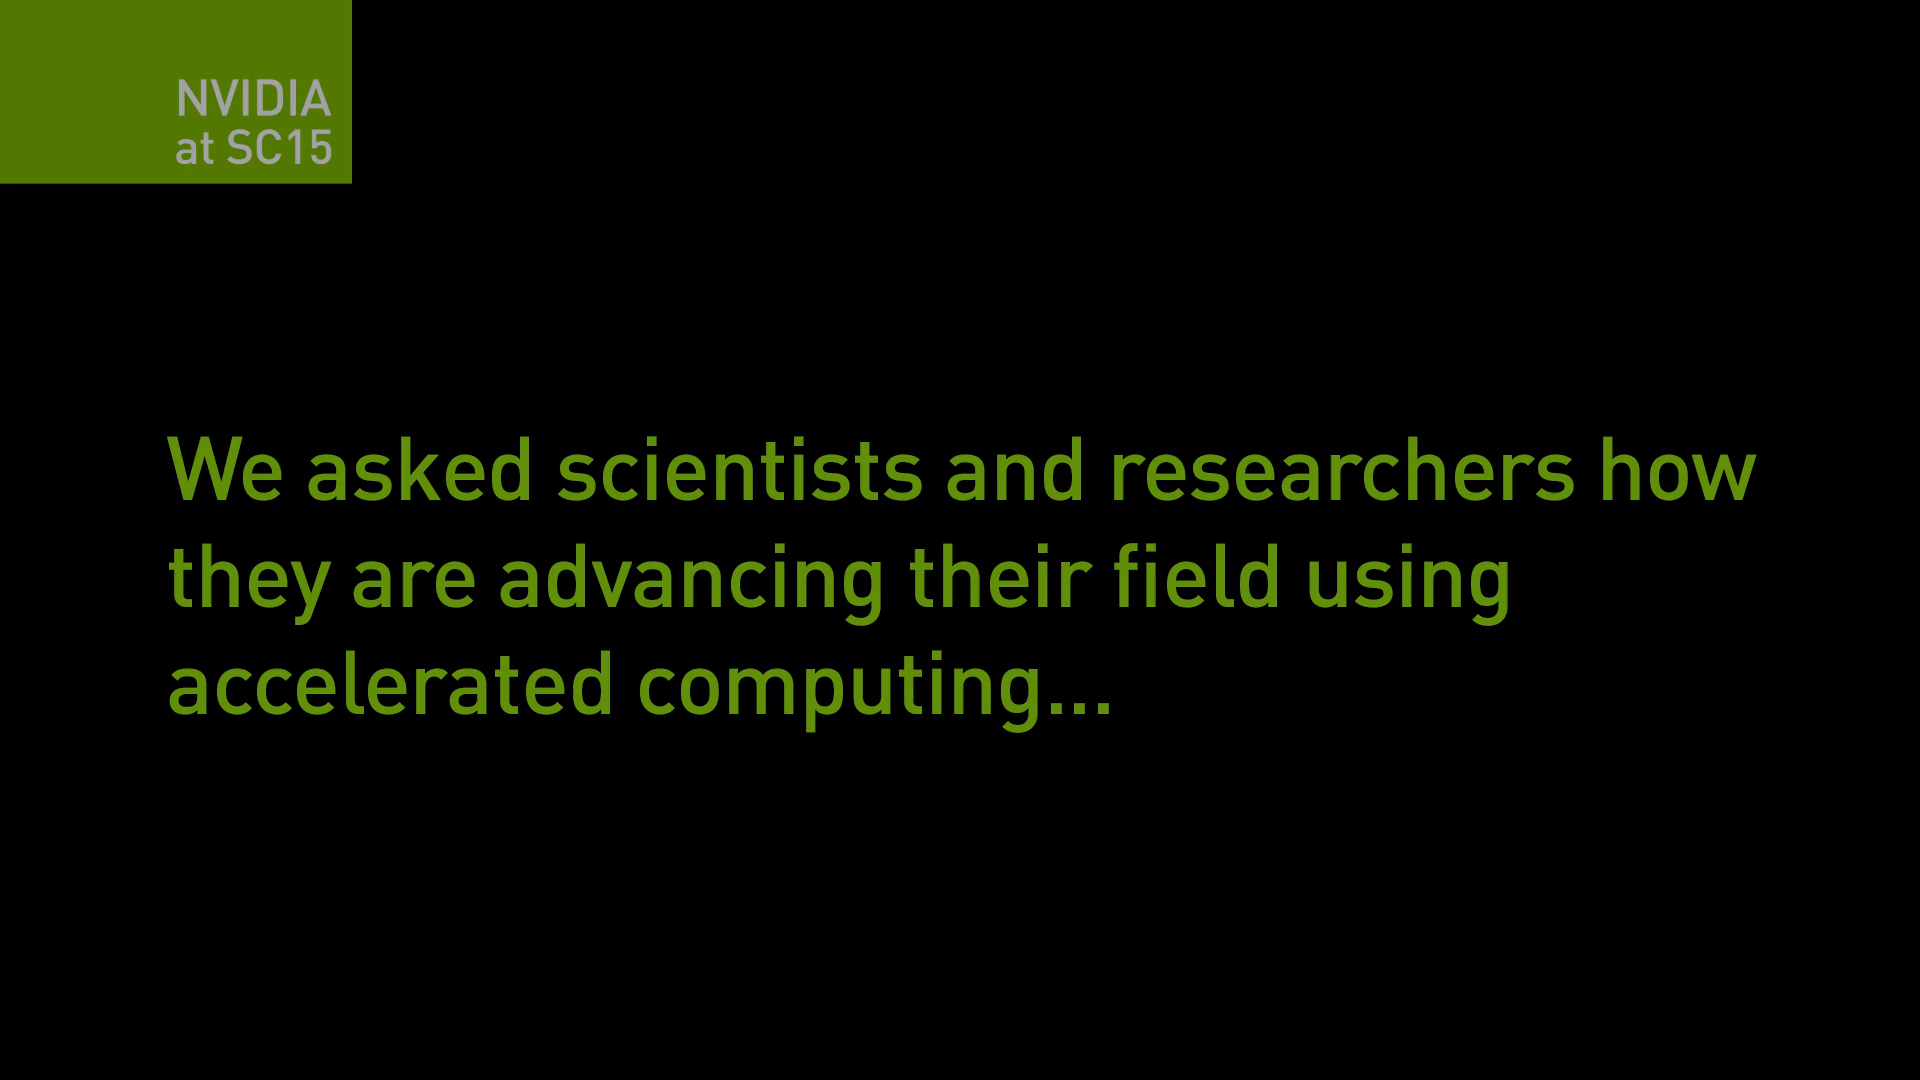 NVIDIA
at SC15
We asked scientists and researchers how
they are advancing their field using
accelerated computing...